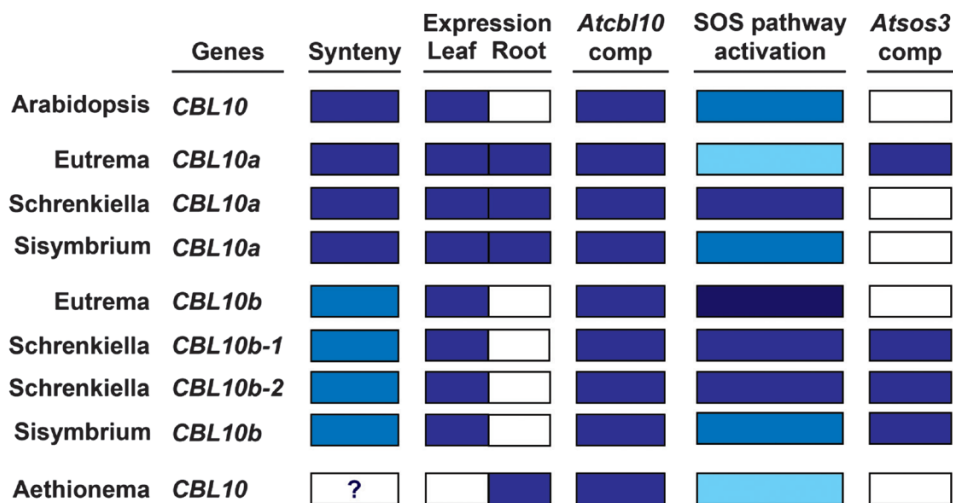 Genes Synteny Expression Leaf Root Atcbl10 comp SOS pathway activation Atsos3 comp
Arabidopsis CBL10
Eutrema CBL10a
Schrenkiella CBL10a
Sisymbrium CBL10a
Eutrema CBL10b
Schrenkiella CBL10b-1
Schrenkiella CBL10b-2
Sisymbrium CBL10b
Aethionema CBL10 ?